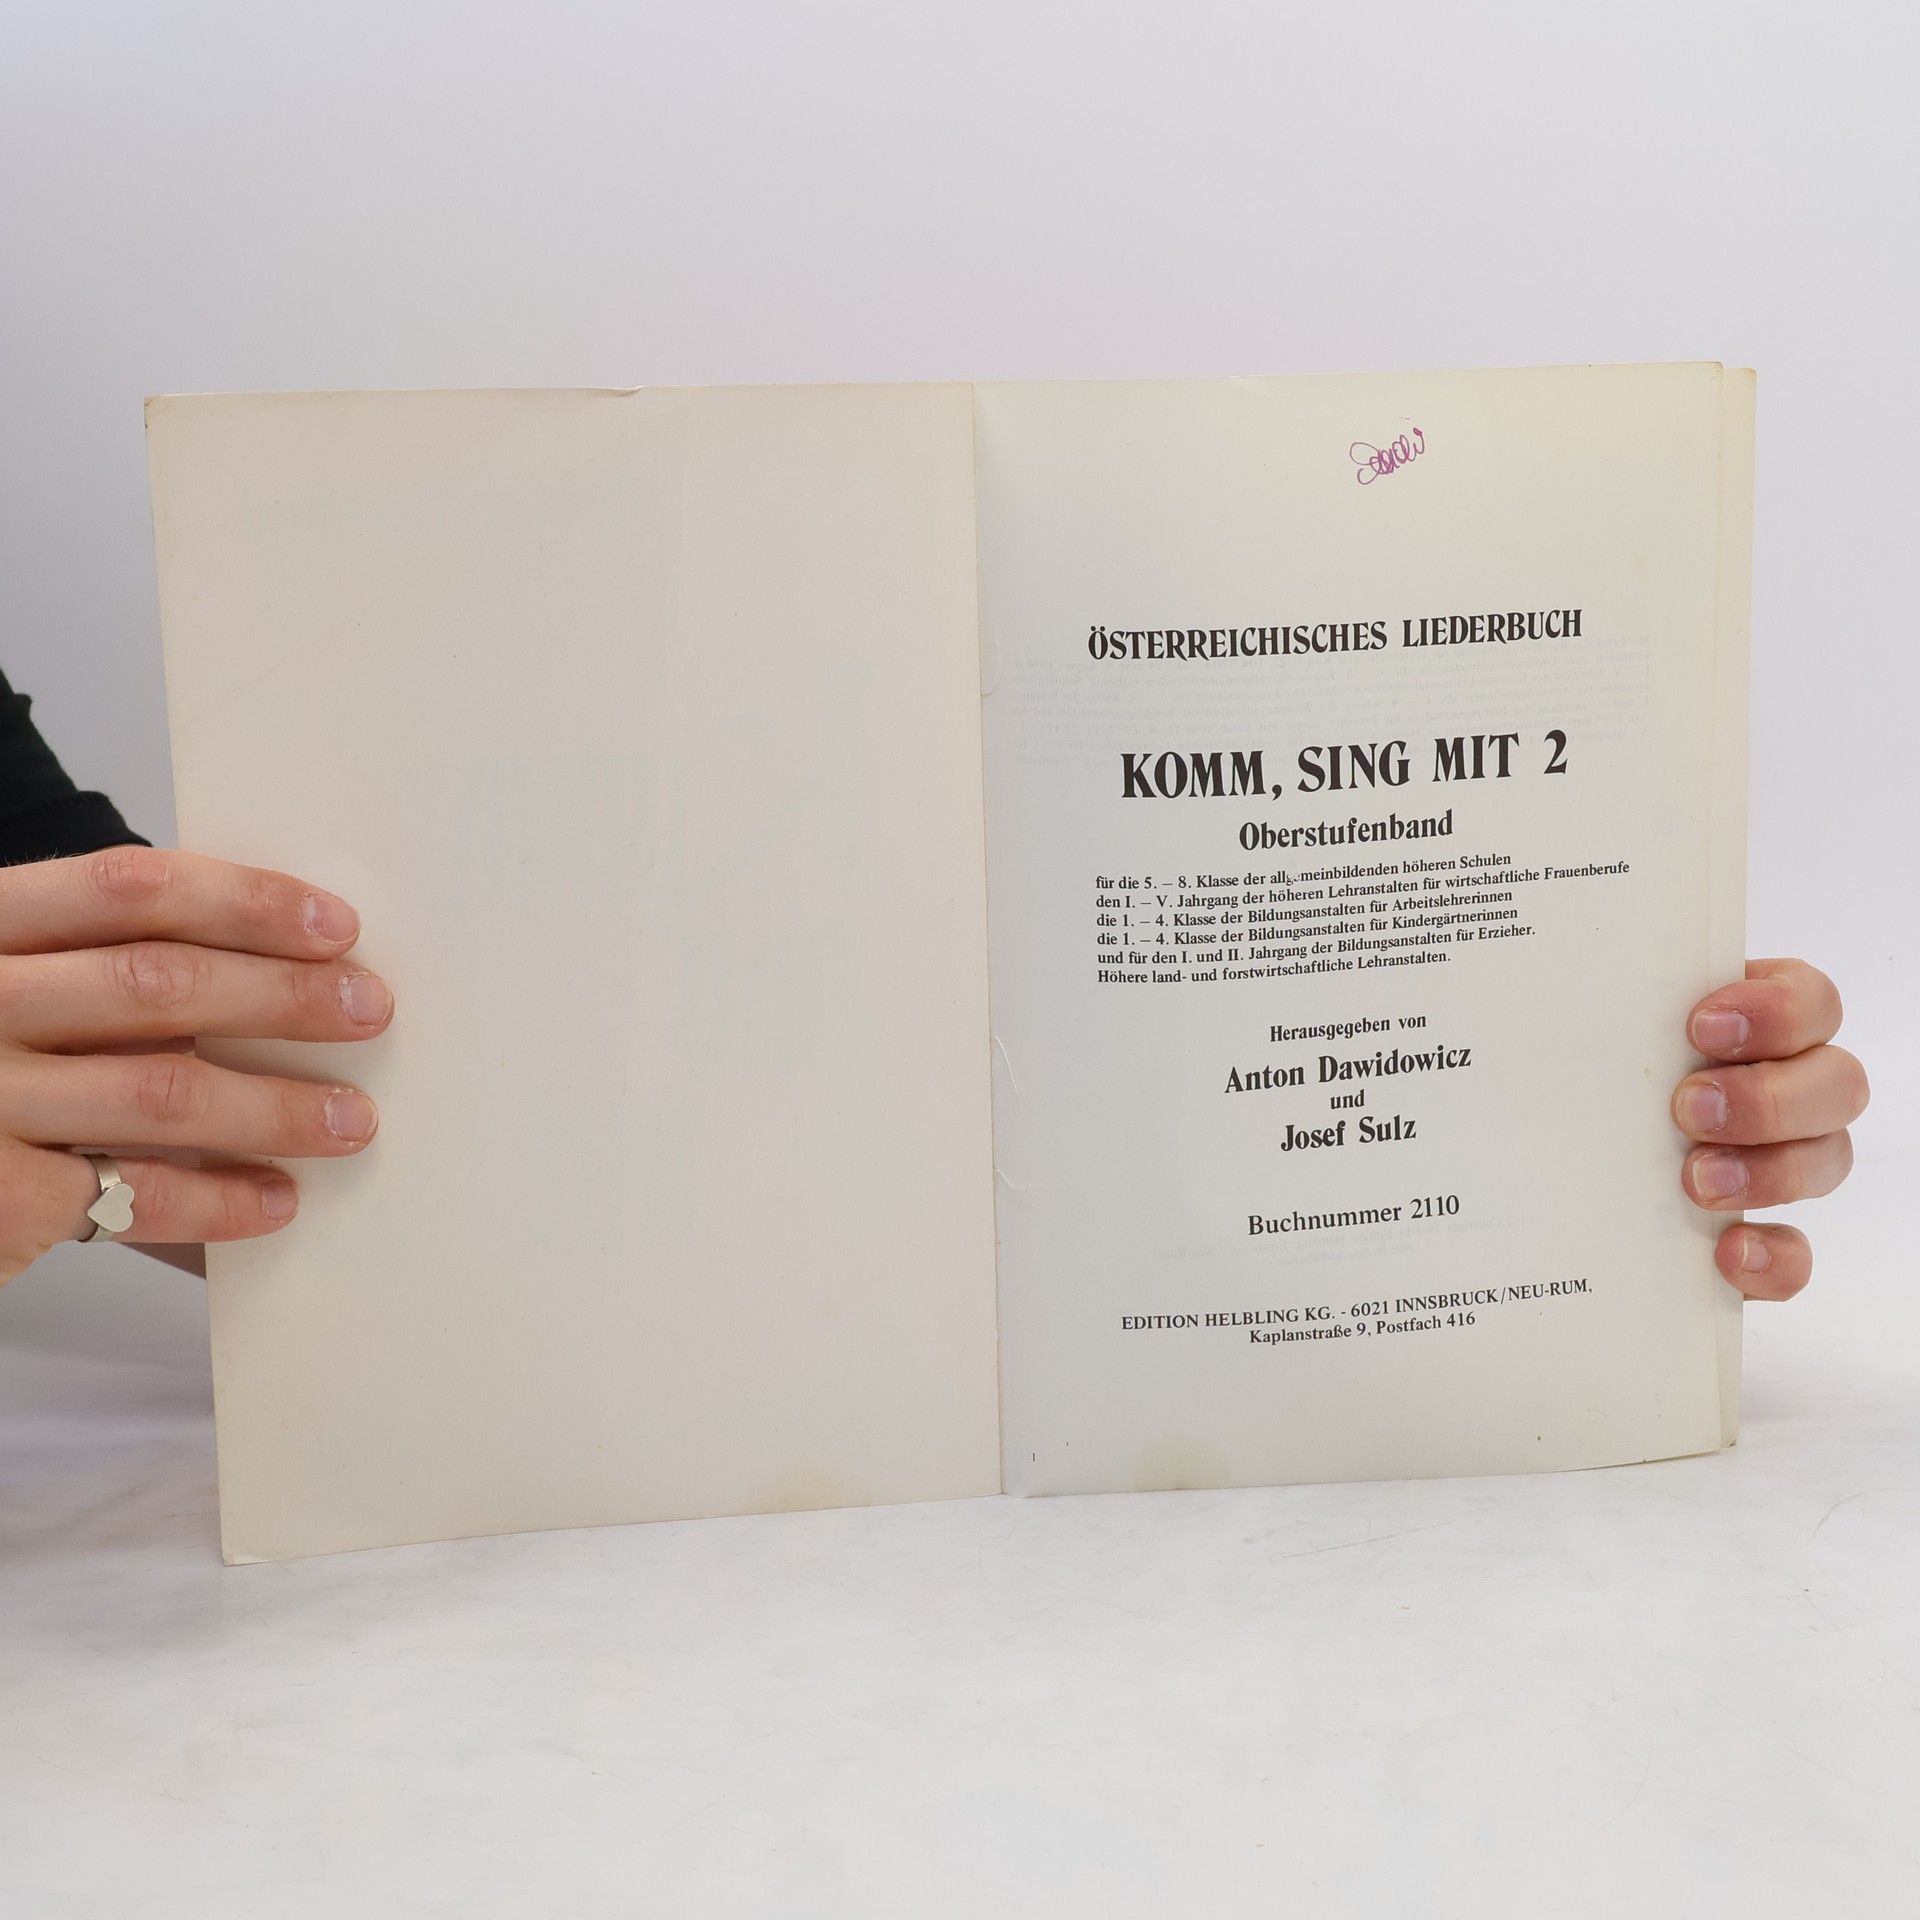 ÖSTERREICHISCHES LIEDERBUCH
KOMM, SING MIT 2
Oberstufenband
für die 5. – 8. Klasse der allgemeinbildenden höheren Schulen
den I. – V. Jahrgang der höheren Lehranstalten für wirtschaftliche Frauenberufe
die 1. – 4. Klasse der Bildungsanstalten für Arbeitslehrerinnen
die 1. – 4. Klasse der Bildungsanstalten für Kindergärtnerinnen
und für den I. und II. Jahrgang der Bildungsanstalten für Erzieher.
Höhere land- und forstwirtschaftliche Lehranstalten.
Herausgegeben von
Anton Dawidowicz
und
Josef Sulz
Buchnummer 2110
EDITION HELBLING KG. - 6021 INNSBRUCK/NEU-RUM,
Kaplanstraße 9, Postfach 416
1